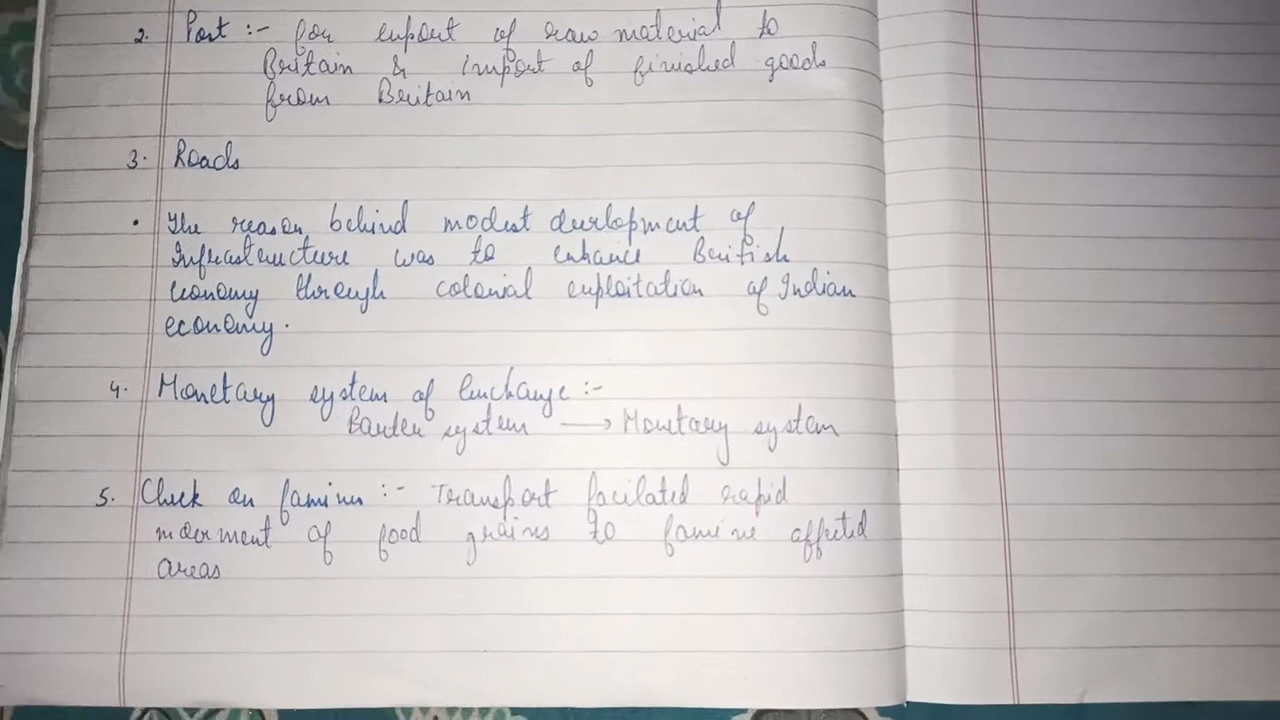 2. Port :- for export of raw material to
Britain & import of finished goods
from Britain
3. Roads
• The reason behind modest development of
Infrastructure was to enhance British
economy through colonial exploitation of Indian
economy.
4. Monetary system of Exchange :-
Barter system → Monetary system
5. Check on famines :- Transport facilated rapid
movement of food grains to famine affected
areas